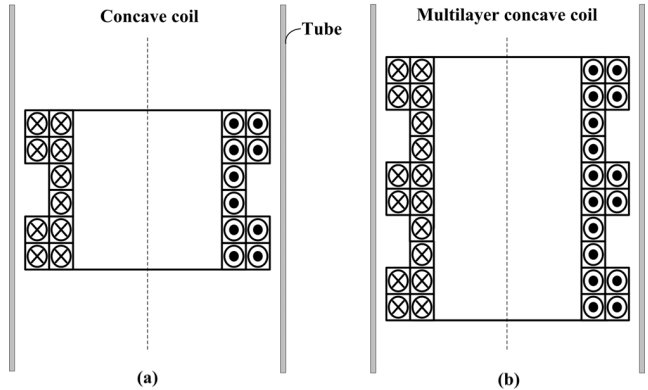 Concave coil
Tube
Multilayer concave coil
(a)
(b)